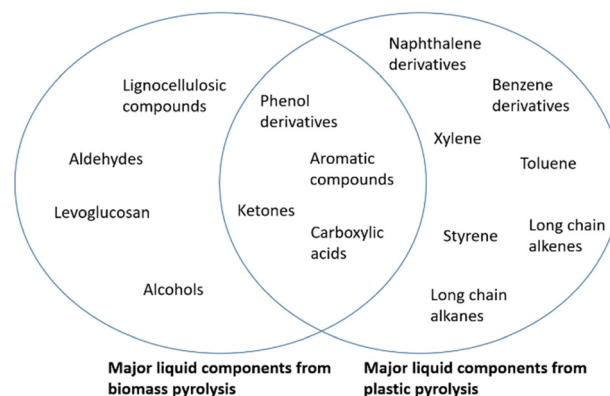 Lignocellulosic
compounds
Aldehydes
Levoglucosan
Alcohols
Phenol
derivatives
Aromatic
compounds
Ketones
Carboxylic
acids
Naphthalene
derivatives
Benzene
derivatives
Xylene
Toluene
Styrene
Long chain
alkenes
Long chain
alkanes
Major liquid components from
biomass pyrolysis
Major liquid components from
plastic pyrolysis